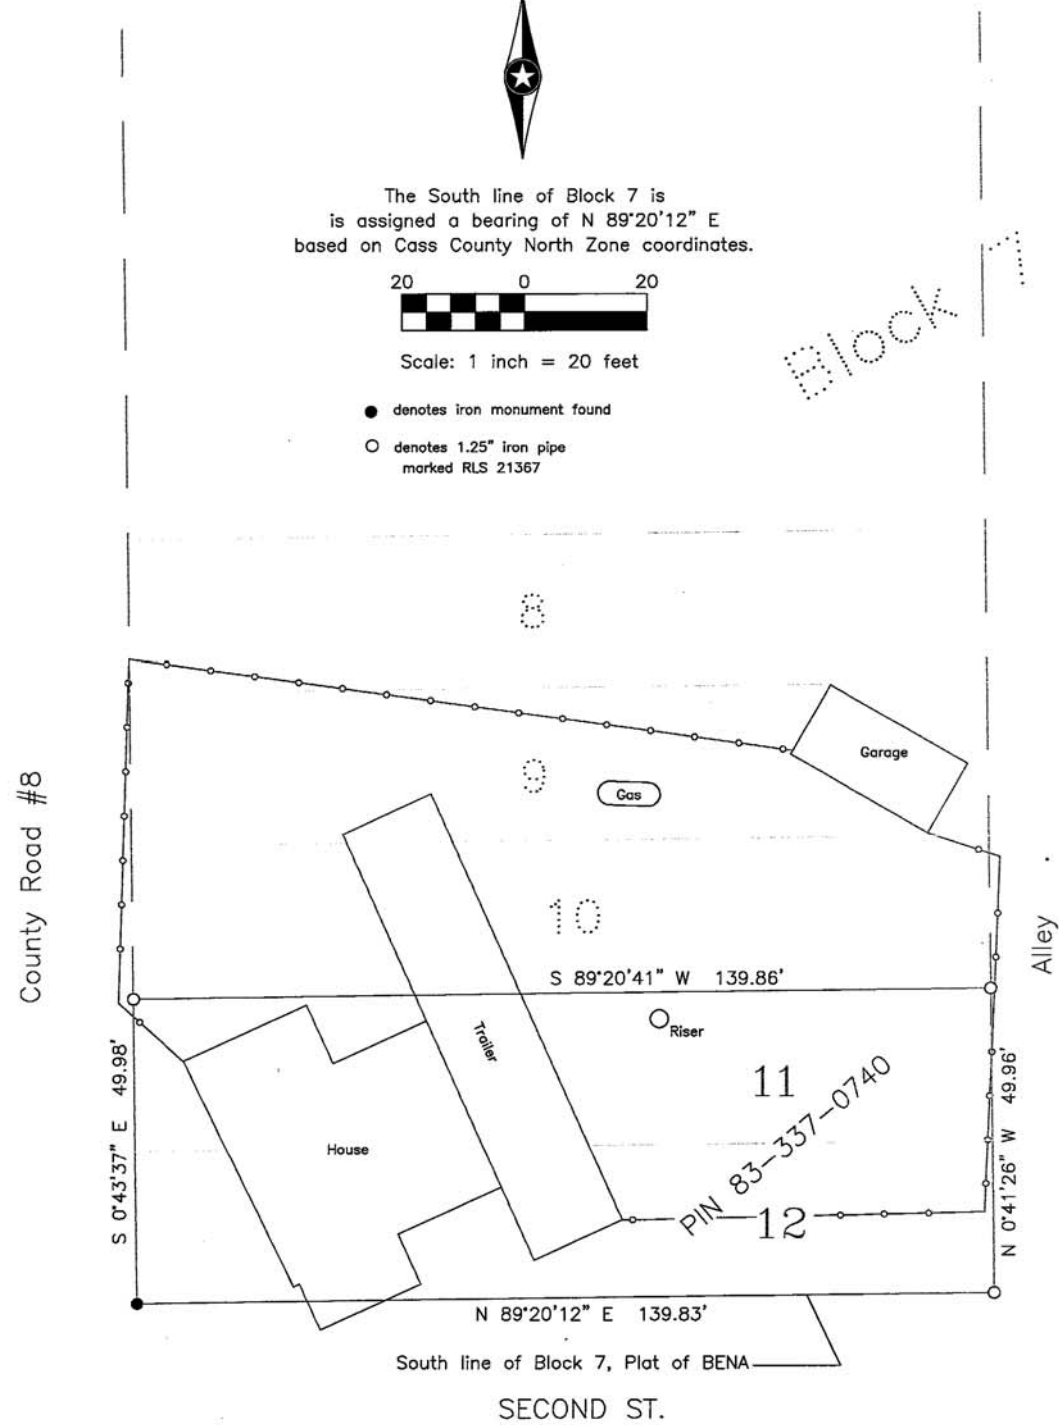 The South line of Block 7 is
is assigned a bearing of N 89°20'12" E
based on Cass County North Zone coordinates.
20 0 20
Scale: 1 inch = 20 feet
denotes iron monument found
denotes 1.25" iron pipe
marked RLS 21367
Block 7
8
Garage
9
Gas
County Road #8
10
Alley
S 89°20'41" W 139.86'
Riser
Trailer
11
S 0°43'37" E 49.98'
N 0°41'26" W 49.96'
House
PIN 83-337-0740
12
N 89°20'12" E 139.83'
South line of Block 7, Plat of BENA
SECOND ST.